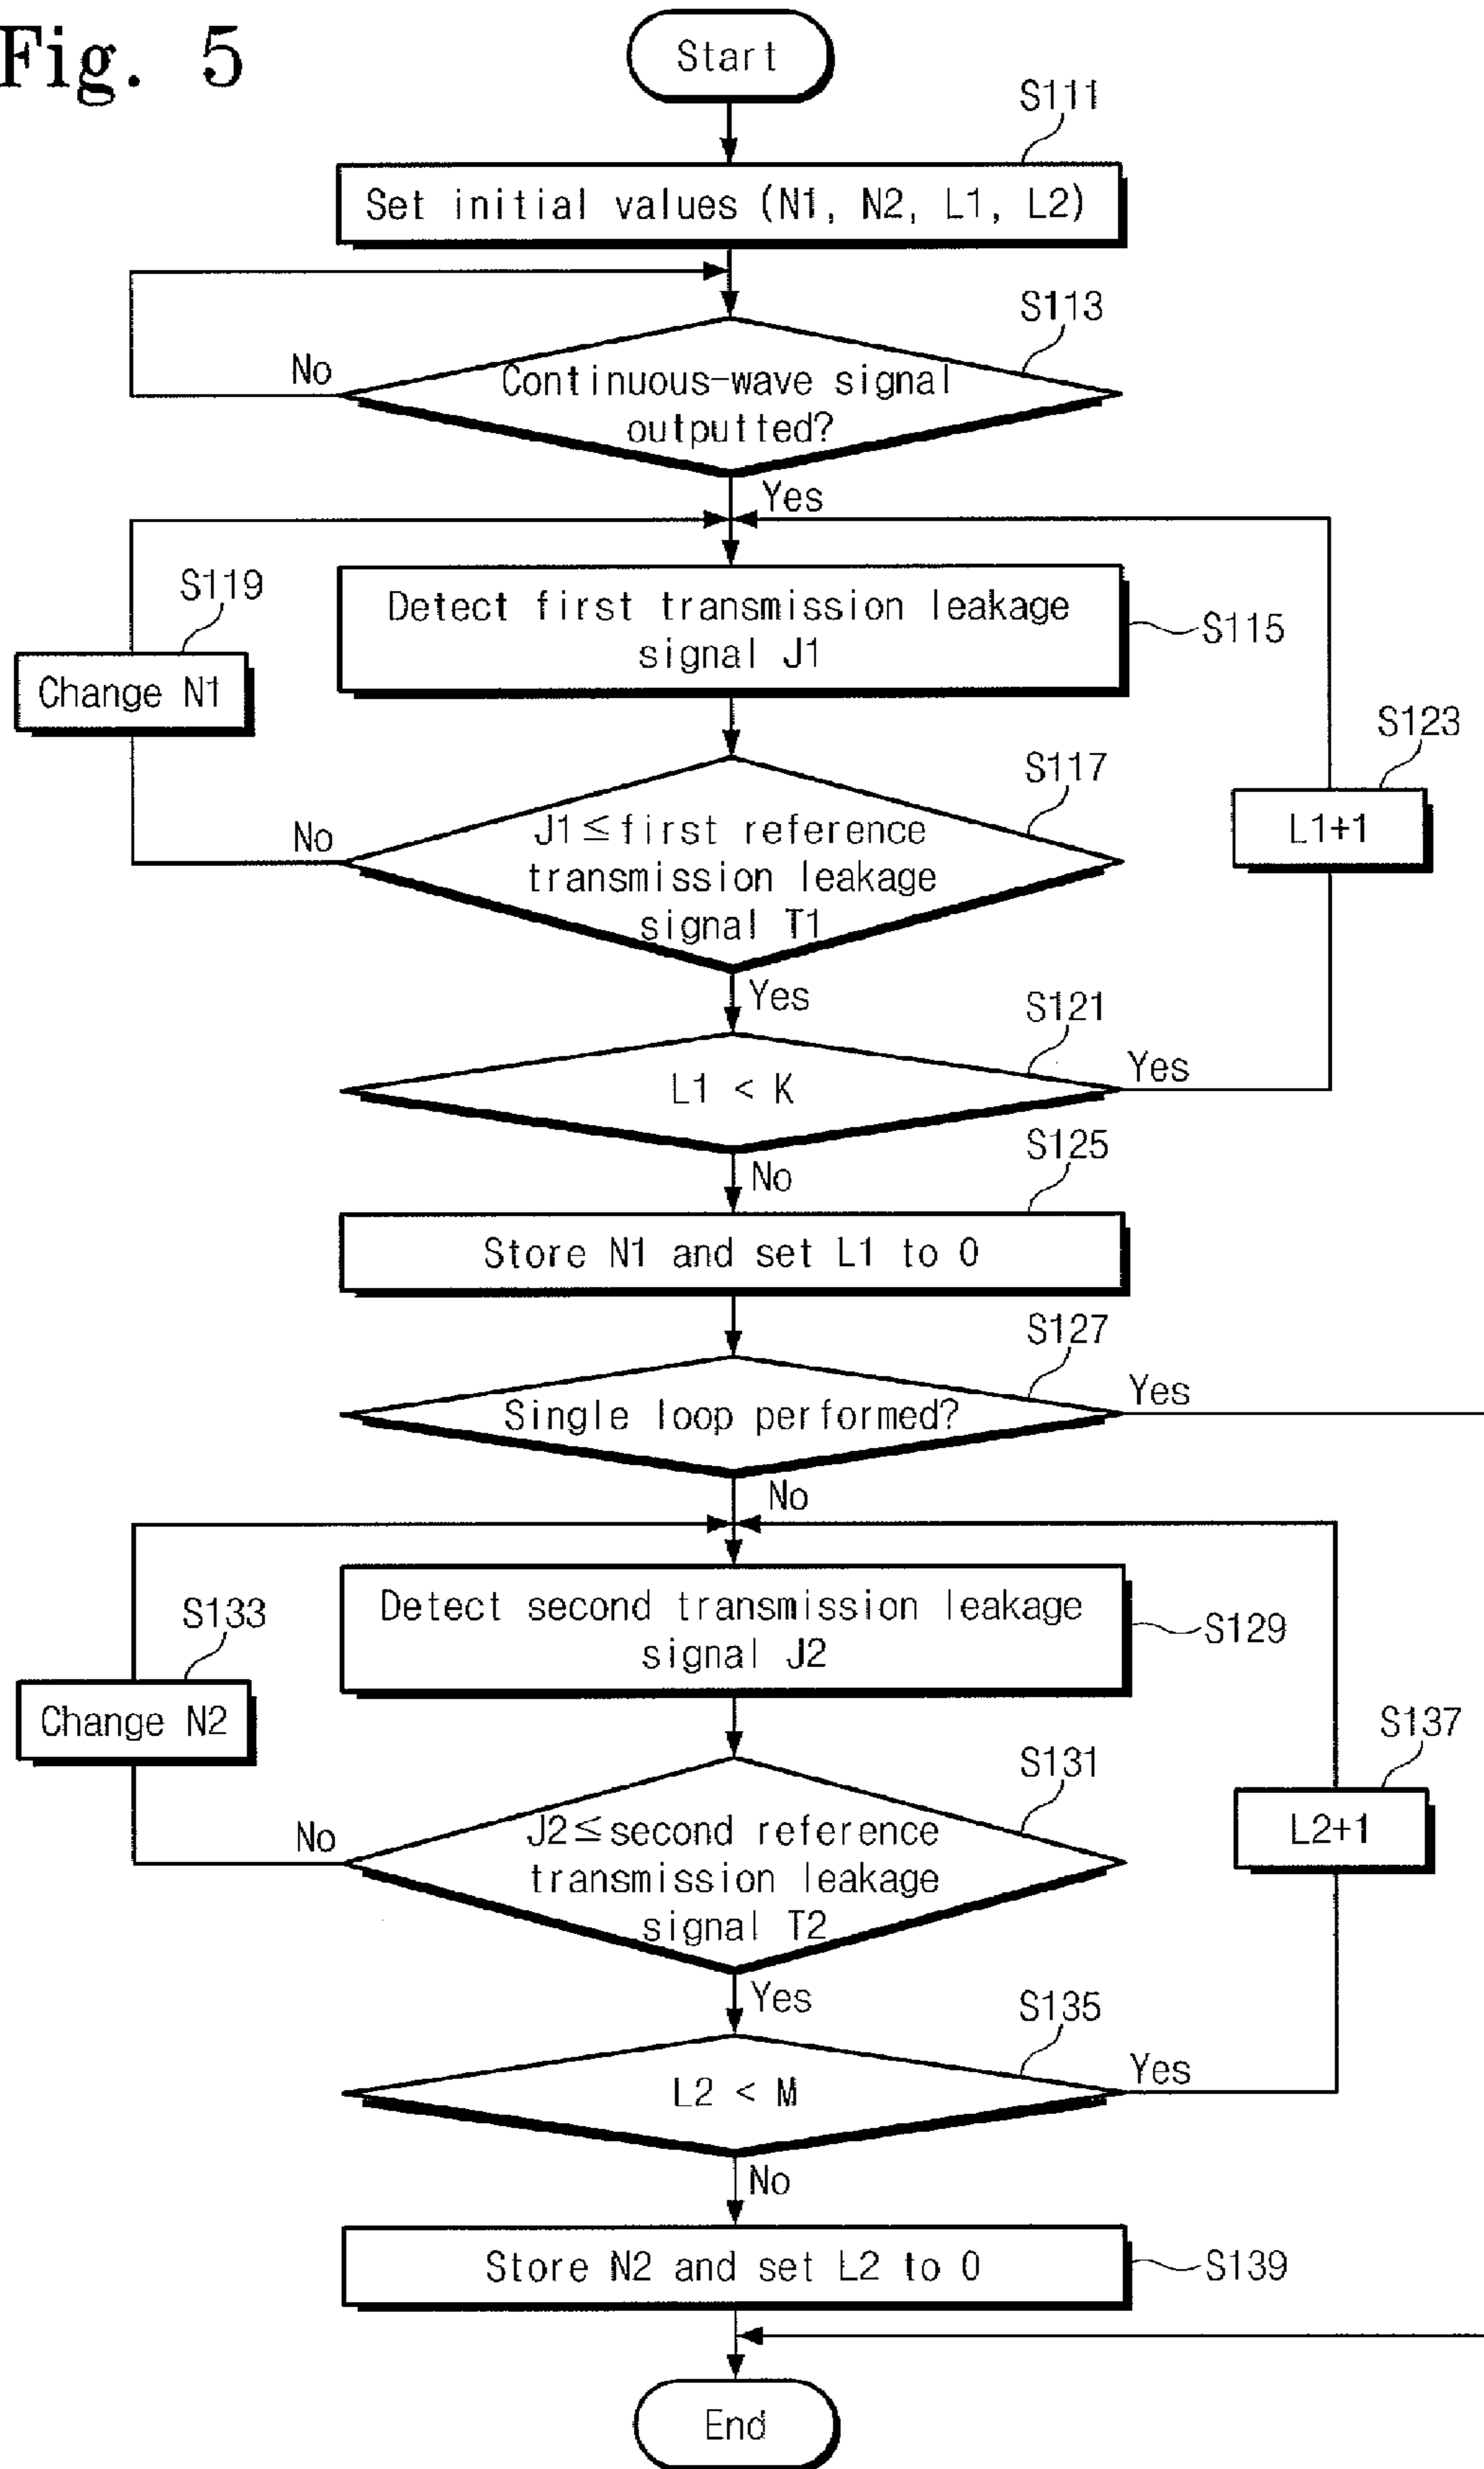 Fig. 5
Start
S111
Set initial values (N1, N2, L1, L2)
S113
No
Continuous-wave signal
outputted?
Yes
S119
Detect first transmission leakage
signal J1
S115
Change N1
S123
S117
L1+1
No
J1≤first reference
transmission leakage
signal T1
Yes
S121
L1 < K
Yes
No
S125
Store N1 and set L1 to 0
S127
Single loop performed?
Yes
No
S133
Detect second transmission leakage
signal J2
S129
Change N2
S137
S131
L2+1
No
J2≤second reference
transmission leakage
signal T2
Yes
S135
L2 < M
Yes
No
Store N2 and set L2 to 0
S139
End